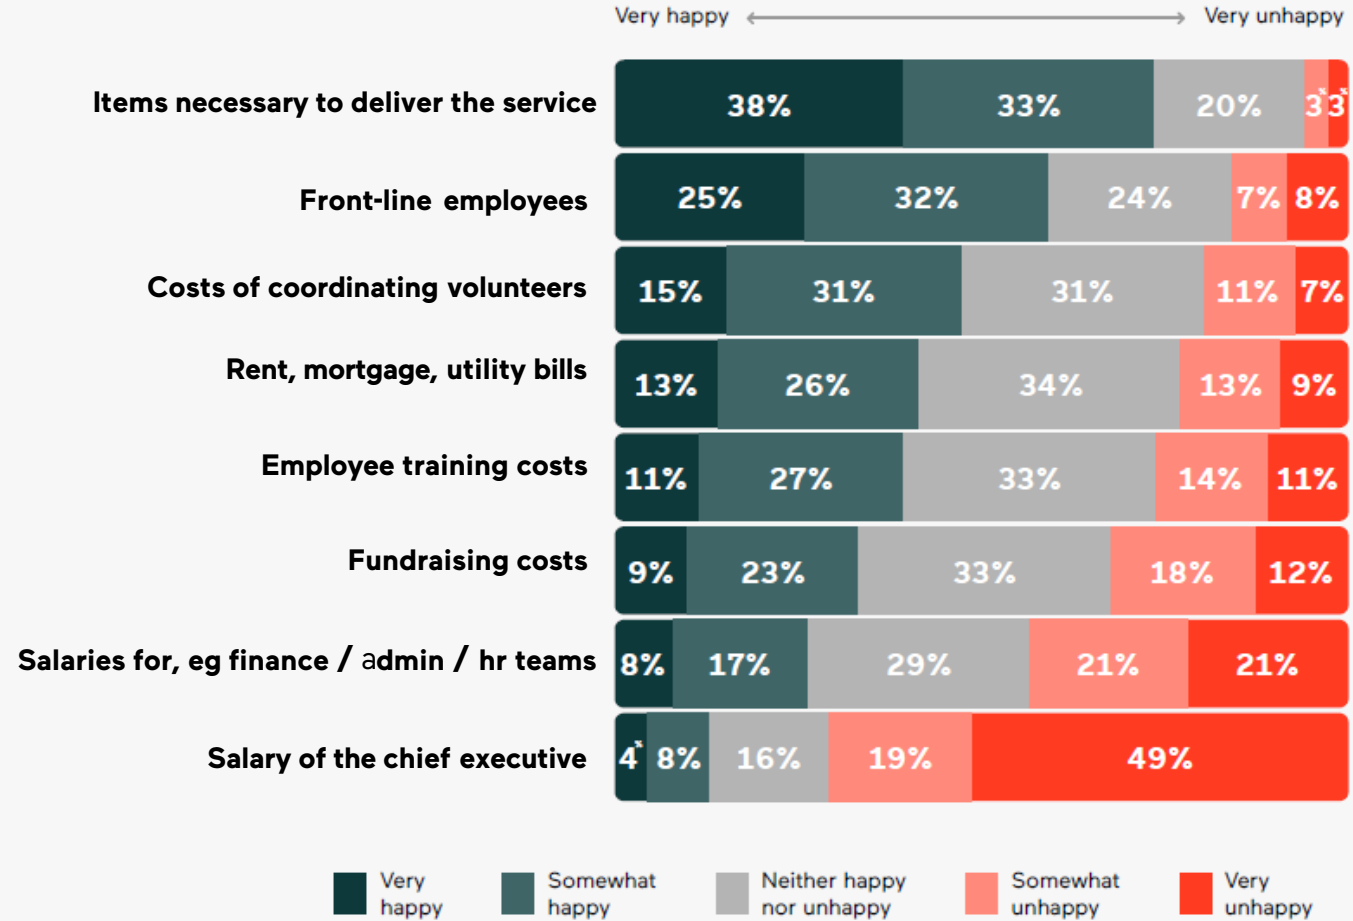 Very happy Very unhappy
Items necessary to deliver the service 38% 33% 20% 3% 3%
Front-line employees 25% 32% 24% 7% 8%
Costs of coordinating volunteers 15% 31% 31% 11% 7%
Rent, mortgage, utility bills 13% 26% 34% 13% 9%
Employee training costs 11% 27% 33% 14% 11%
Fundraising costs 9% 23% 33% 18% 12%
Salaries for, eg finance / admin / hr teams 8% 17% 29% 21% 21%
Salary of the chief executive 4% 8% 16% 19% 49%
Very Somewhat Neither happy Somewhat Very
happy happy nor unhappy unhappy unhappy